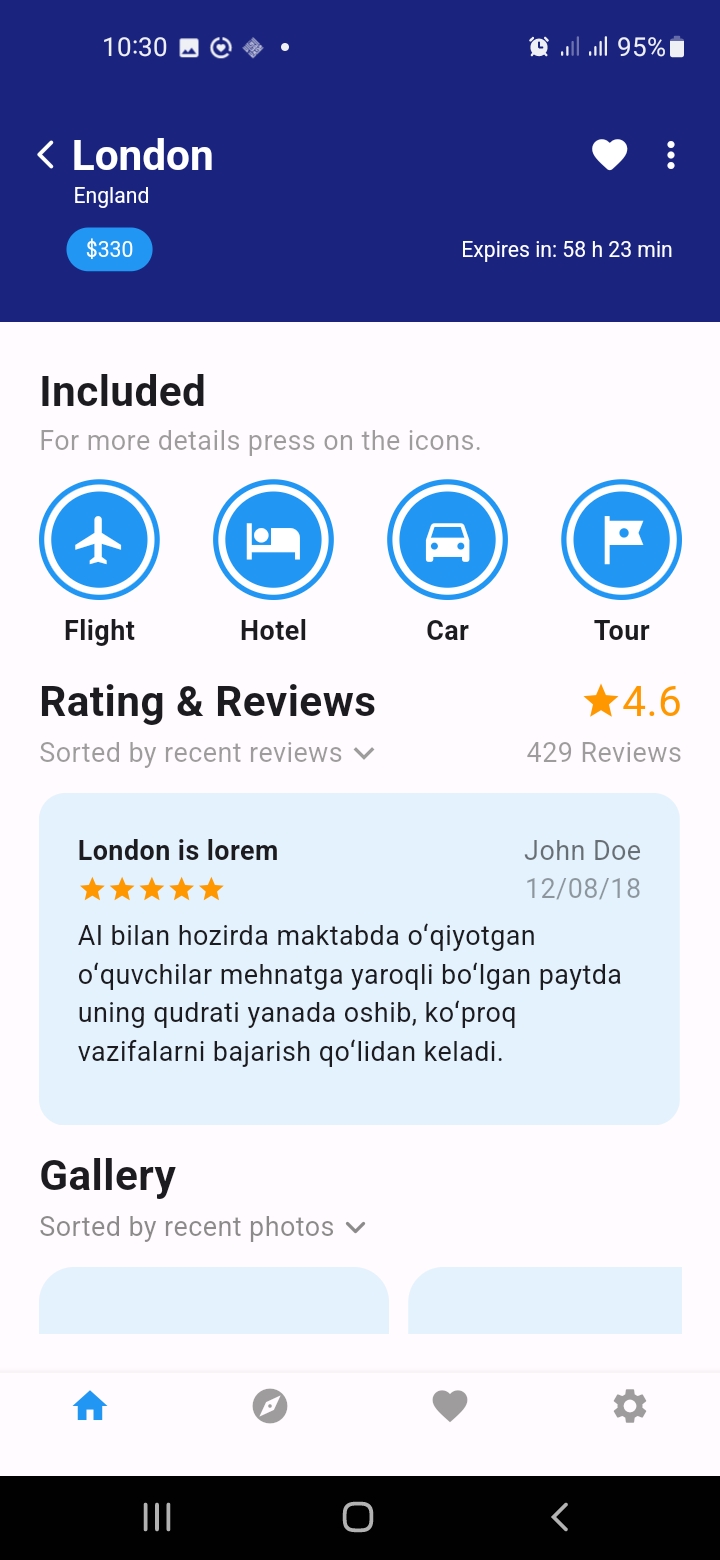 10:30
95%
London
England
$330
Expires in: 58 h 23 min
Included
For more details press on the icons.
Flight Hotel Car Tour
Rating & Reviews 4.6
Sorted by recent reviews 429 Reviews
London is lorem John Doe
12/08/18
AI bilan hozirda maktabda oʻqiyotgan
oʻquvchilar mehnatga yaroqli boʻlgan paytda
uning qudrati yanada oshib, koʻproq
vazifalarni bajarish qoʻlidan keladi.
Gallery
Sorted by recent photos